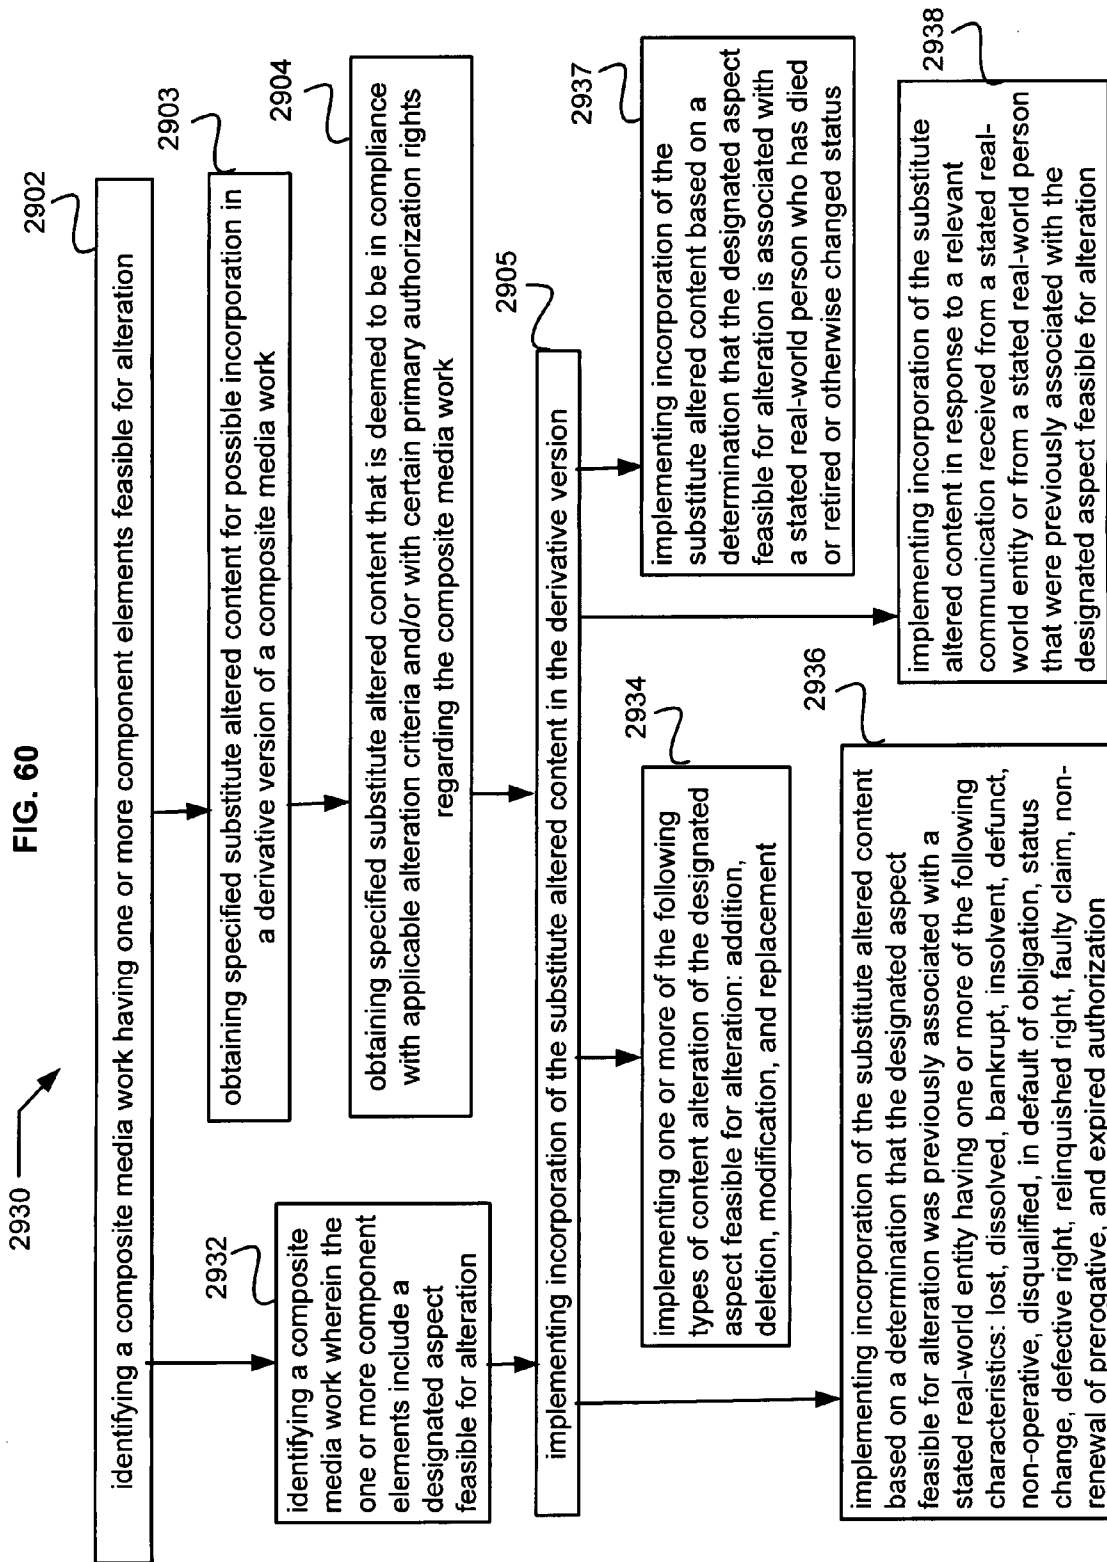 FIG. 60
2930
2902
identifying a composite media work having one or more component elements feasible for alteration
2903
obtaining specified substitute altered content for possible incorporation in
a derivative version of a composite media work
2904
obtaining specified substitute altered content that is deemed to be in compliance
with applicable alteration criteria and/or with certain primary authorization rights
regarding the composite media work
2932
identifying a composite
media work wherein the
one or more component
elements include a
designated aspect
feasible for alteration
2905
implementing incorporation of the substitute altered content in the derivative version
2934
implementing one or more of the following
types of content alteration of the designated
aspect feasible for alteration: addition,
deletion, modification, and replacement
2937
implementing incorporation of the
substitute altered content based on a
determination that the designated aspect
feasible for alteration is associated with
a stated real-world person who has died
or retired or otherwise changed status
2936
implementing incorporation of the substitute altered content
based on a determination that the designated aspect
feasible for alteration was previously associated with a
stated real-world entity having one or more of the following
characteristics: lost, dissolved, bankrupt, insolvent, defunct,
non-operative, disqualified, in default of obligation, status
change, defective right, relinquished right, faulty claim, non-
renewal of prerogative, and expired authorization
2938
implementing incorporation of the substitute
altered content in response to a relevant
communication received from a stated real-
world entity or from a stated real-world person
that were previously associated with the
designated aspect feasible for alteration